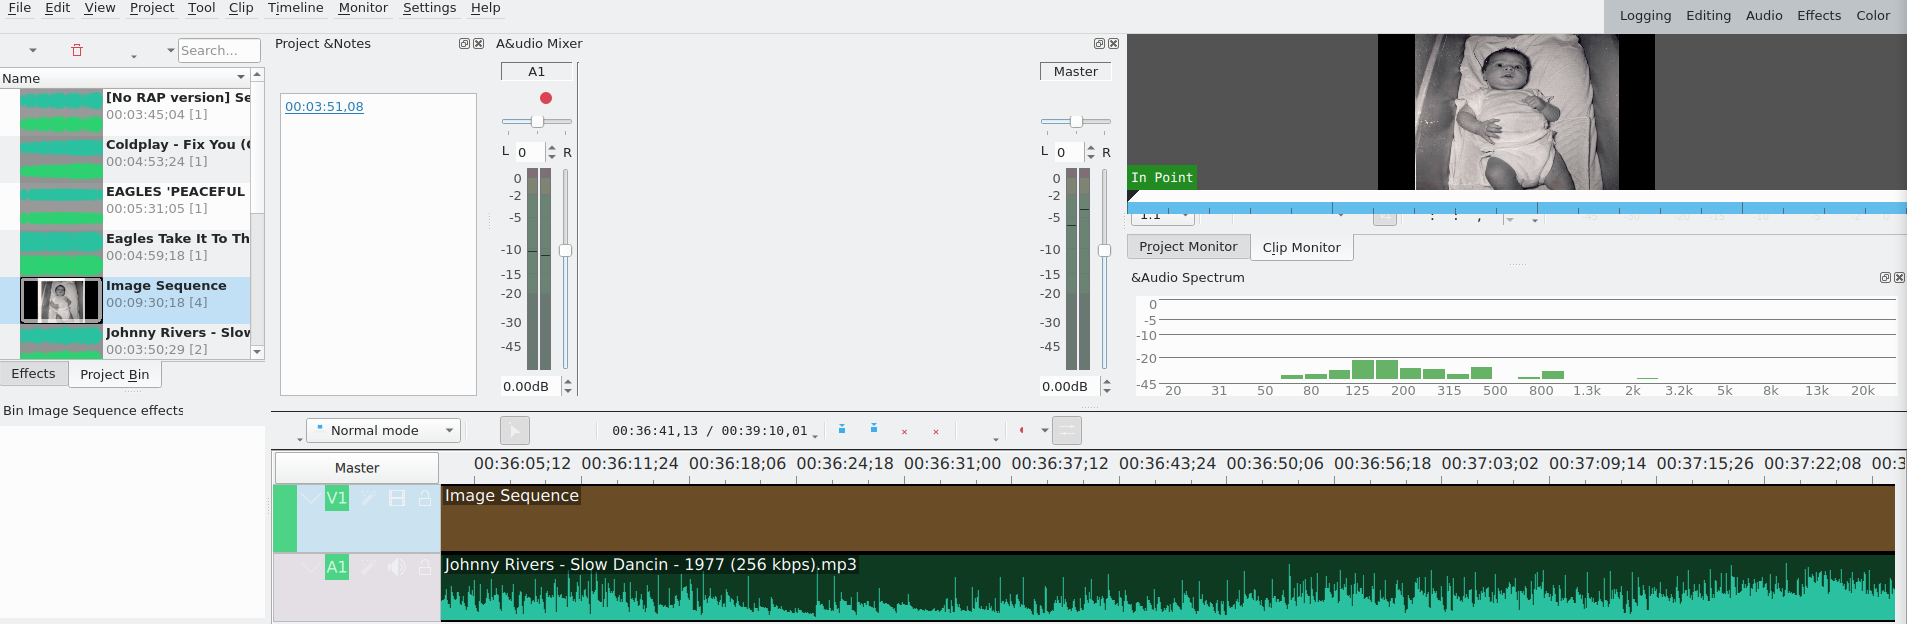 File Edit View Project Tool Clip Timeline Monitor Settings Help
Logging Editing Audio Effects Color
Search...
Name
[No RAP version] Se
00:03:45;04 [1]
Coldplay - Fix You (
00:04:53;24 [1]
EAGLES 'PEACEFUL
00:05:31;05 [1]
Eagles Take It To Th
00:04:59;18 [1]
Image Sequence
00:09:30;18 [4]
Johnny Rivers - Slow
00:03:50;29 [2]
Effects Project Bin
Bin Image Sequence effects
Project &Notes
00:03:51,08
A&udio Mixer
A1
L 0 R
0
-2
-5
-10
-15
-20
-30
-45
0.00dB
Master
L 0 R
0
-2
-5
-10
-15
-20
-30
-45
0.00dB
In Point
1:1
Project Monitor Clip Monitor
&Audio Spectrum
0
-5
-10
-20
-45
20 31 50 80 125 200 315 500 800 1.3k 2k 3.2k 5k 8k 13k 20k
Normal mode
00:36:41,13 / 00:39:10,01
Master
00:36:05;12 00:36:11;24 00:36:18;06 00:36:24;18 00:36:31;00 00:36:37;12 00:36:43;24 00:36:50;06 00:36:56;18 00:37:03;02 00:37:09;14 00:37:15;26 00:37:22;08 00:3
V1
Image Sequence
A1
Johnny Rivers - Slow Dancin - 1977 (256 kbps).mp3